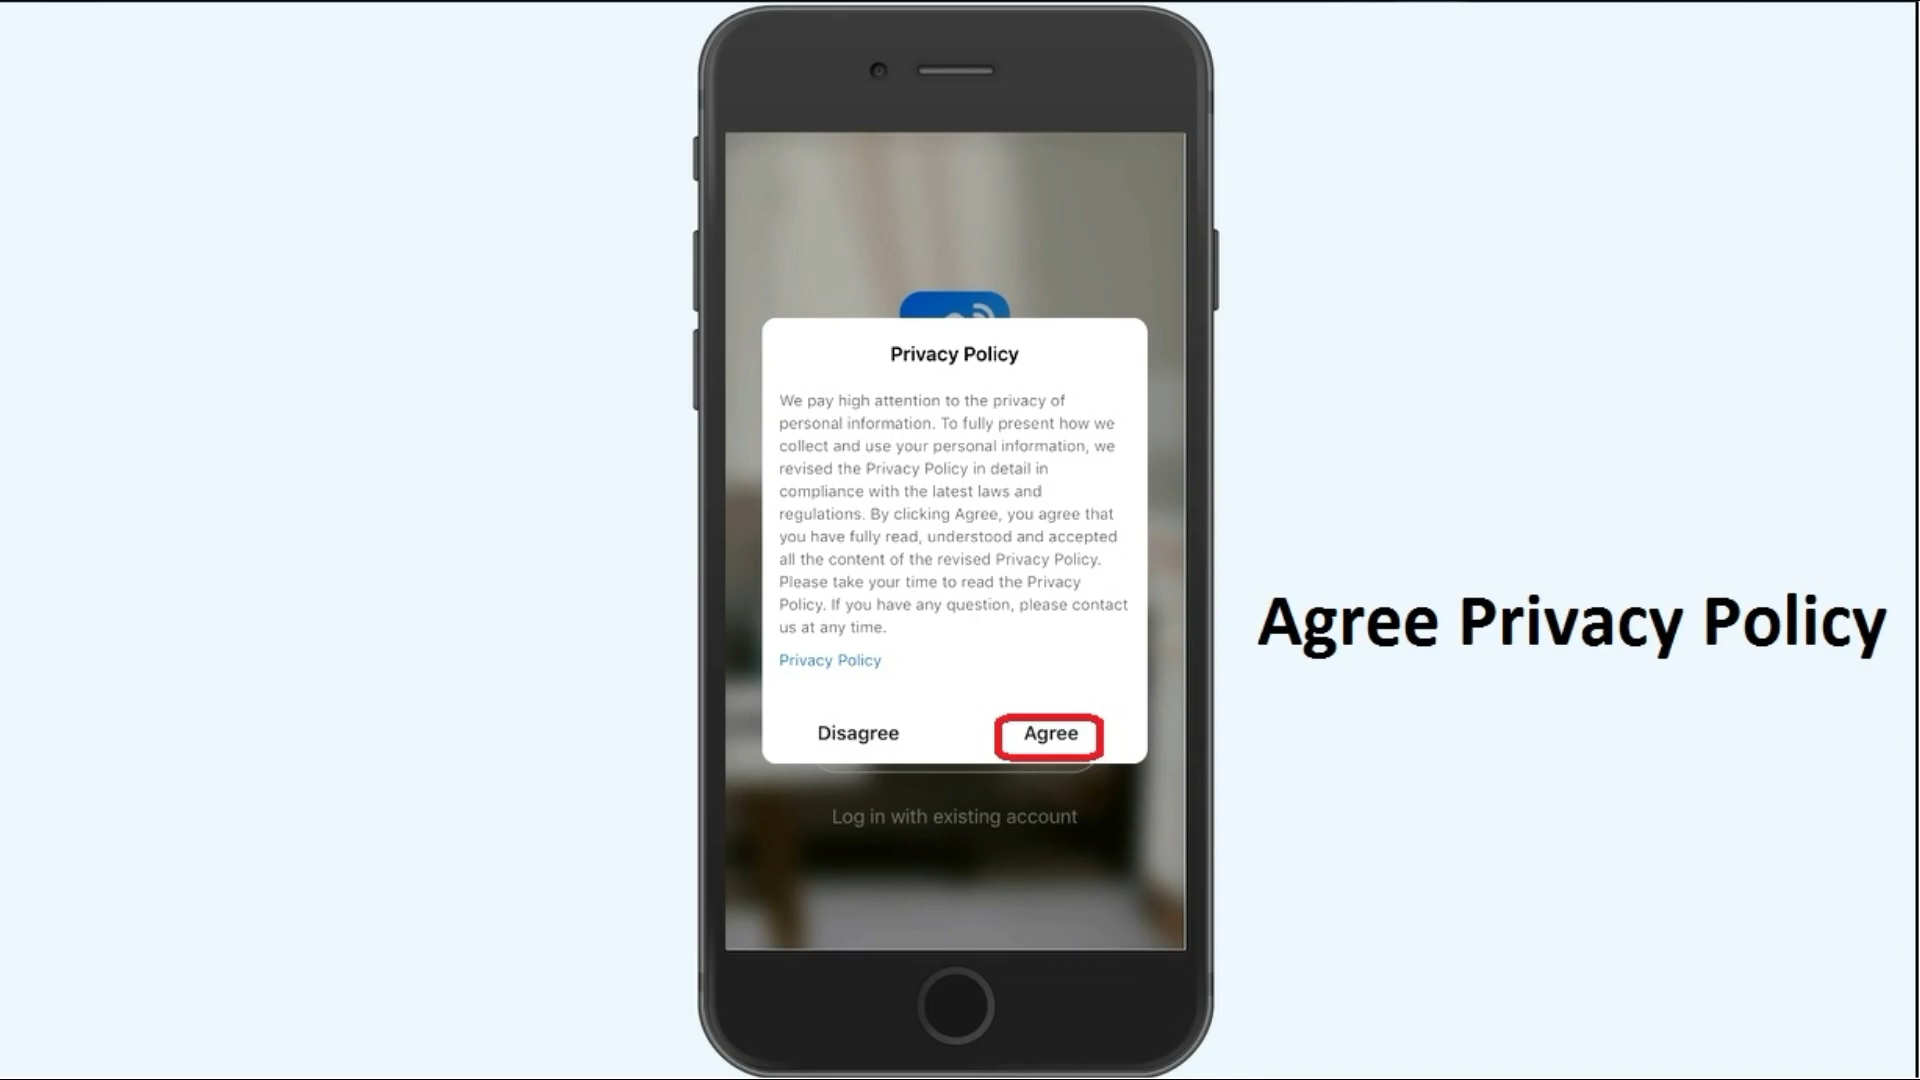 Privacy Policy
We pay high attention to the privacy of
personal information. To fully present how we
collect and use your personal information, we
revised the Privacy Policy in detail in
compliance with the latest laws and
regulations. By clicking Agree, you agree that
you have fully read, understood and accepted
all the content of the revised Privacy Policy.
Please take your time to read the Privacy
Policy. If you have any question, please contact
us at any time.
Privacy Policy
Disagree
Agree
Log in with existing account
Agree Privacy Policy